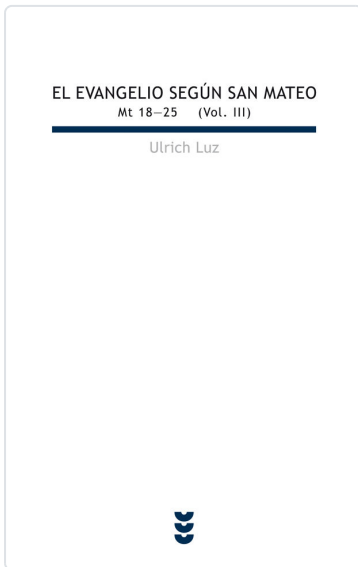 EL EVANGELIO SEGÚN SAN MATEO
Mt 18—25 (Vol. III)
Ulrich Luz